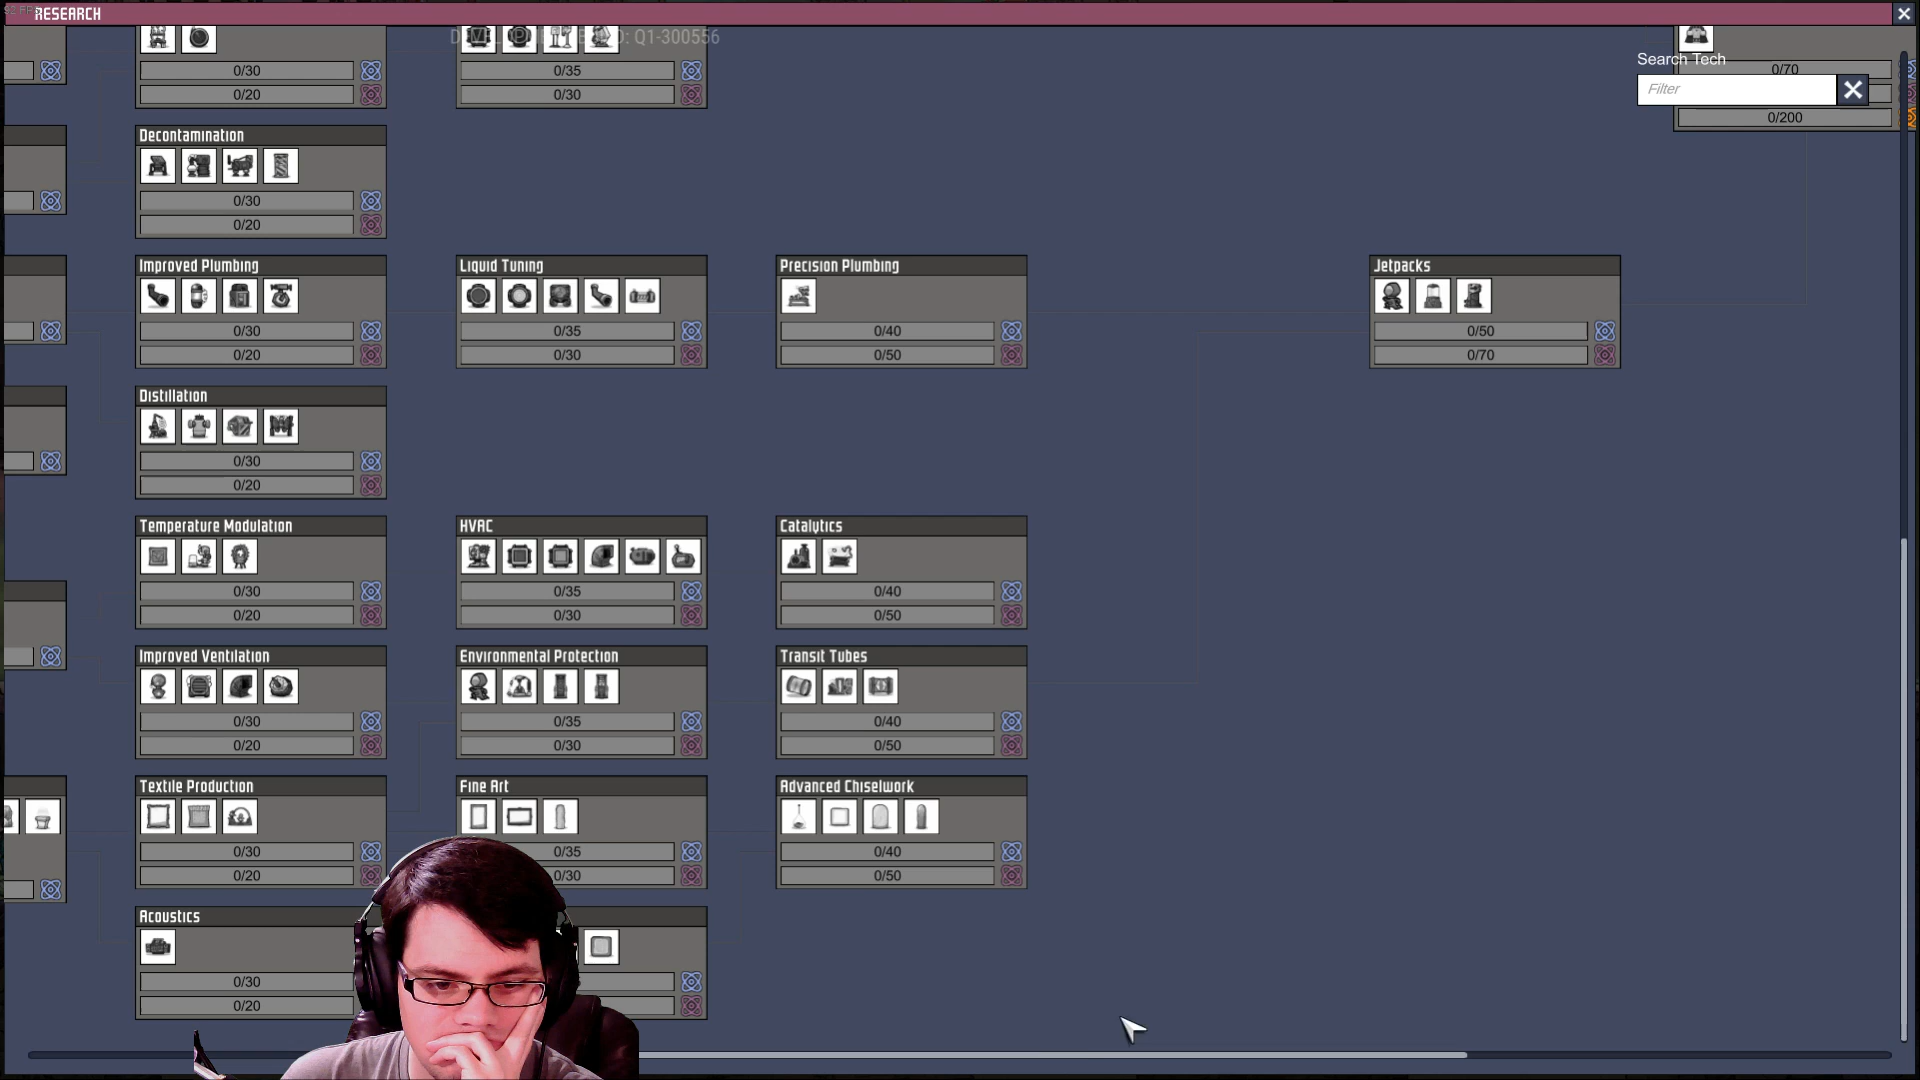 RESEARCH
DEVELOPMENT BUILD: Q1-300556
Search Tech
Filter
0/70
0/200
0/30
0/20
0/35
0/30
Decontamination
0/30
0/20
Improved Plumbing
0/30
0/20
Liquid Tuning
0/35
0/30
Precision Plumbing
0/40
0/50
Jetpacks
0/50
0/70
Distillation
0/30
0/20
Temperature Modulation
0/30
0/20
HVAC
0/35
0/30
Catalytics
0/40
0/50
Improved Ventilation
0/30
0/20
Environmental Protection
0/35
0/30
Transit Tubes
0/40
0/50
Textile Production
0/30
0/20
Fine Art
0/35
0/30
Advanced Chiselwork
0/40
0/50
Acoustics
0/30
0/20